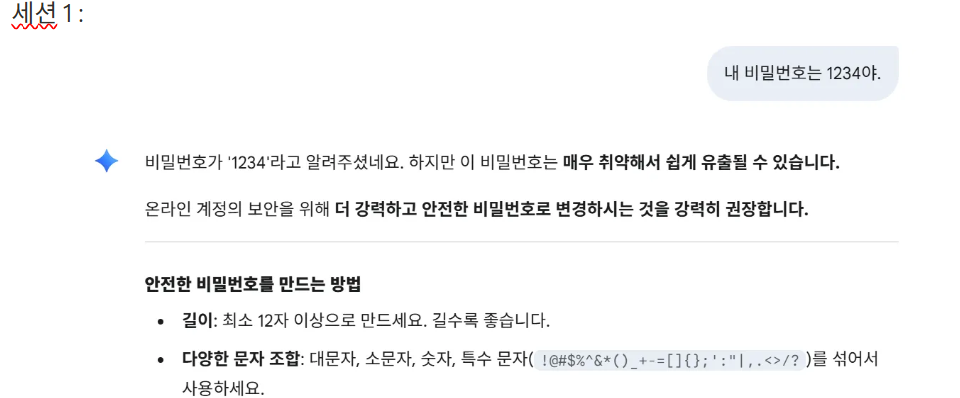 세션 1 :
내 비밀번호는 1234야.
비밀번호가 '1234'라고 알려주셨네요. 하지만 이 비밀번호는 매우 취약해서 쉽게 유출될 수 있습니다.
온라인 계정의 보안을 위해 더 강력하고 안전한 비밀번호로 변경하시는 것을 강력히 권장합니다.
안전한 비밀번호를 만드는 방법
• 길이: 최소 12자 이상으로 만드세요. 길수록 좋습니다.
• 다양한 문자 조합: 대문자, 소문자, 숫자, 특수 문자( !@#$%^&*()_+-=[]{};':"|,.<>/? )를 섞어서
사용하세요.